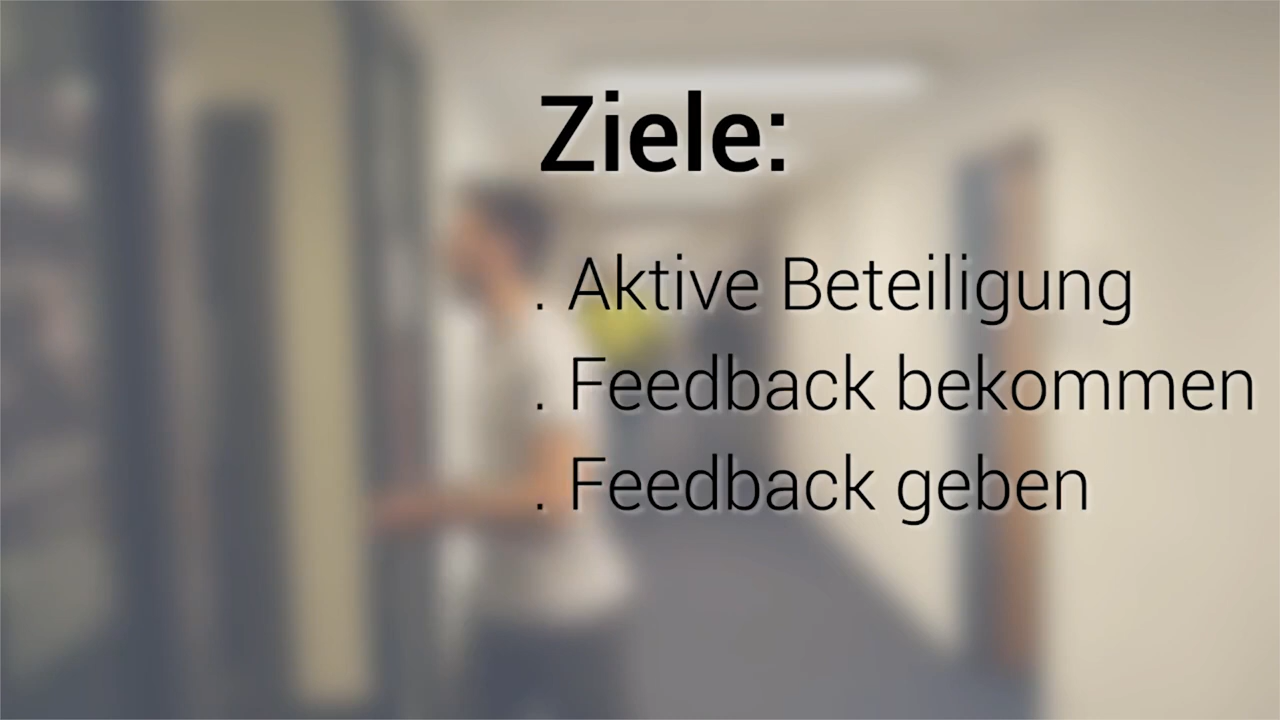 Ziele:
. Aktive Beteiligung
. Feedback bekommen
. Feedback geben